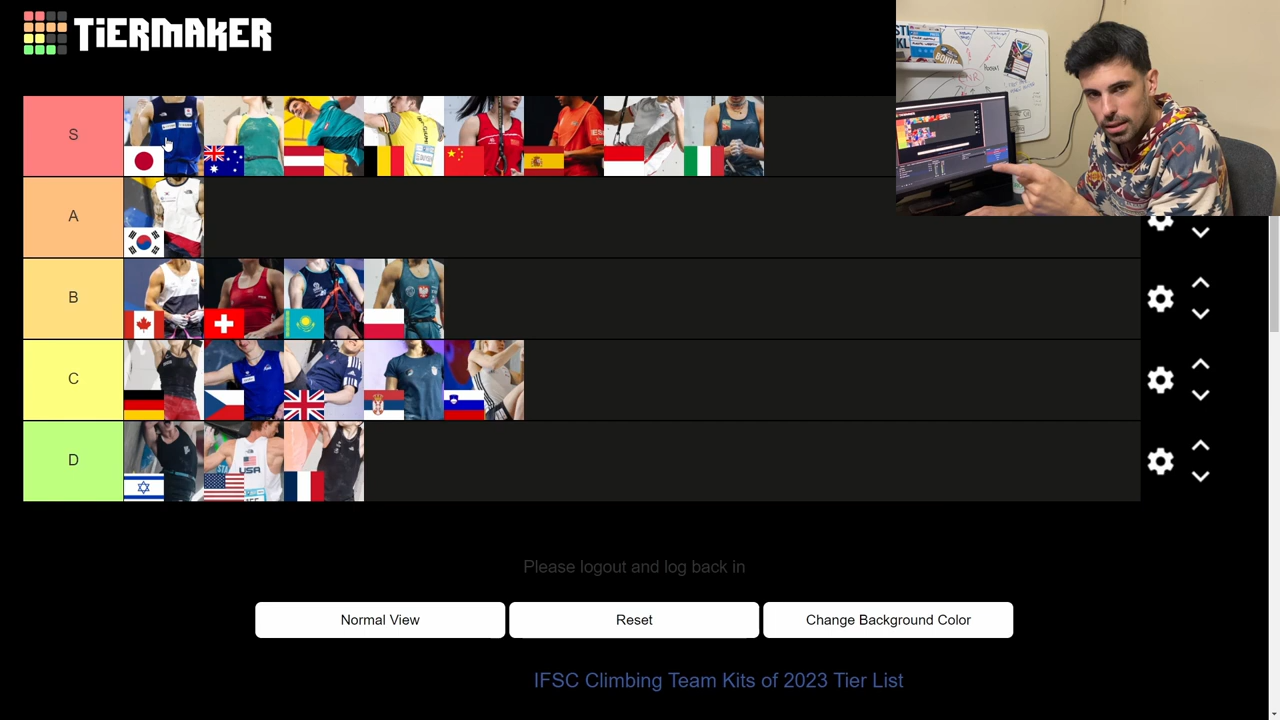 TiERMAKER
S
A
B
C
D
USA
Please logout and log back in
Normal View
Reset
Change Background Color
IFSC Climbing Team Kits of 2023 Tier List